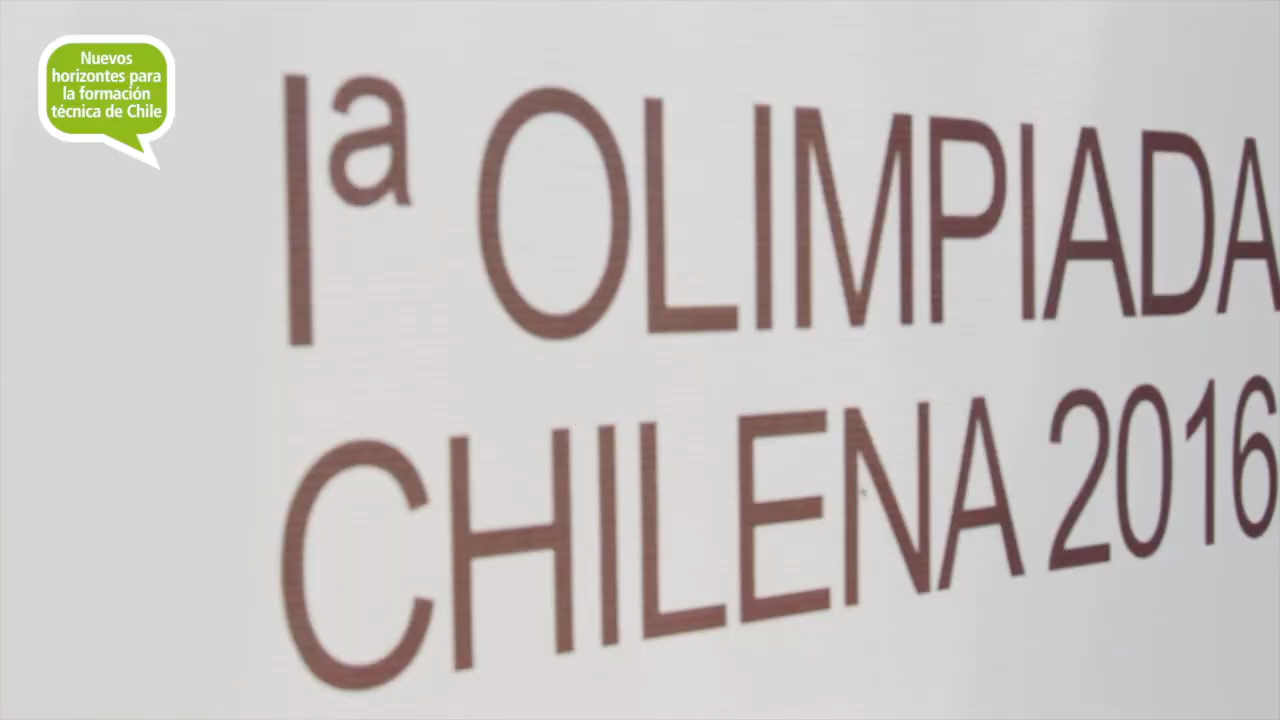 Nuevos
horizontes para
la formación
técnica de Chile
Iª OLIMPIADA
CHILENA 2016